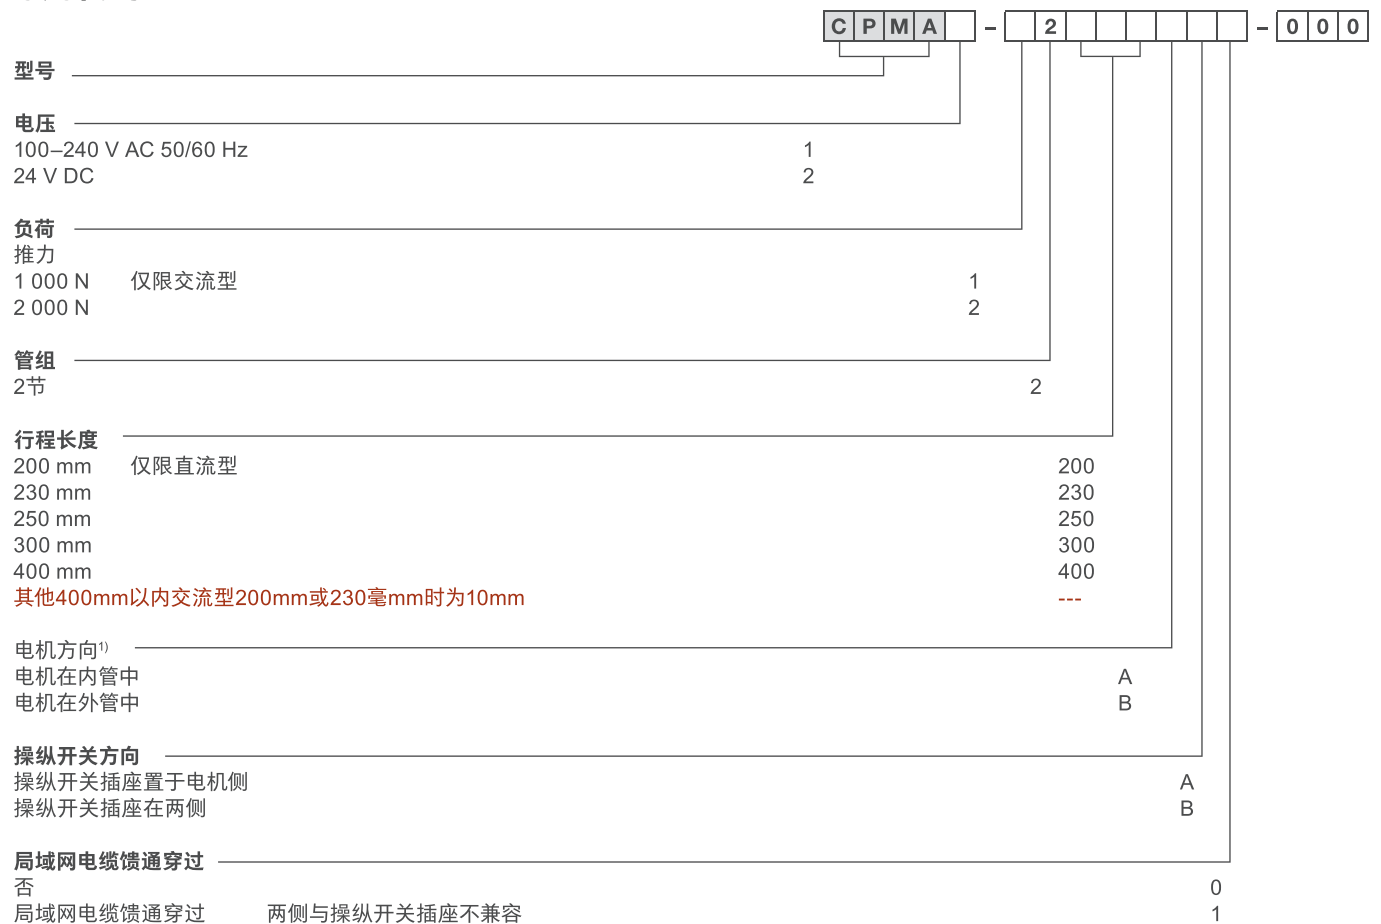 C P M A – 2 – 0 0 0
型号
电压
100–240 V AC 50/60 Hz 1
24 V DC 2
负荷
推力
1 000 N 仅限交流型 1
2 000 N 2
管组
2节 2
行程长度
200 mm 仅限直流型 200
230 mm 230
250 mm 250
300 mm 300
400 mm 400
其他400mm以内交流型200mm或230毫mm时为10mm ---
电机方向1)
电机在内管中 A
电机在外管中 B
操纵开关方向
操纵开关插座置于电机侧 A
操纵开关插座在两侧 B
局域网电缆馈通穿过
否 0
局域网电缆馈通穿过 两侧与操纵开关插座不兼容 1